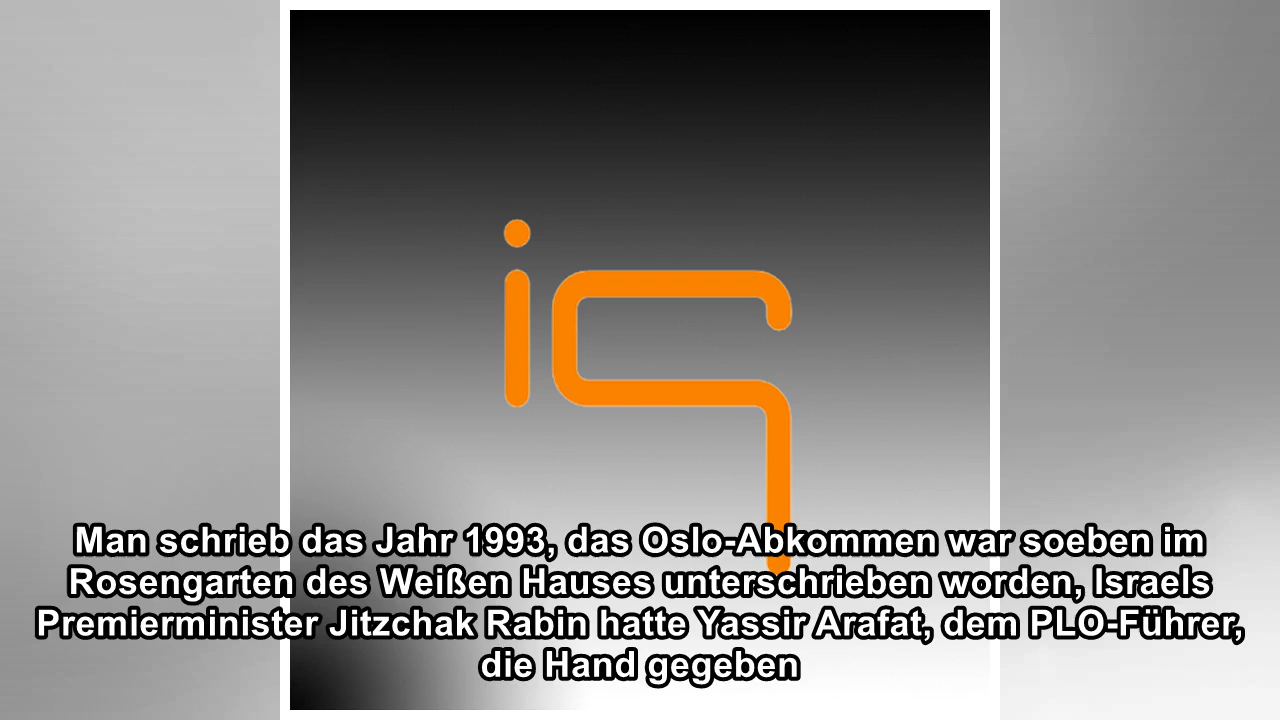 iq
Man schrieb das Jahr 1993, das Oslo-Abkommen war soeben im
Rosengarten des Weißen Hauses unterschrieben worden, Israels
Premierminister Jitzchak Rabin hatte Yassir Arafat, dem PLO-Führer,
die Hand gegeben